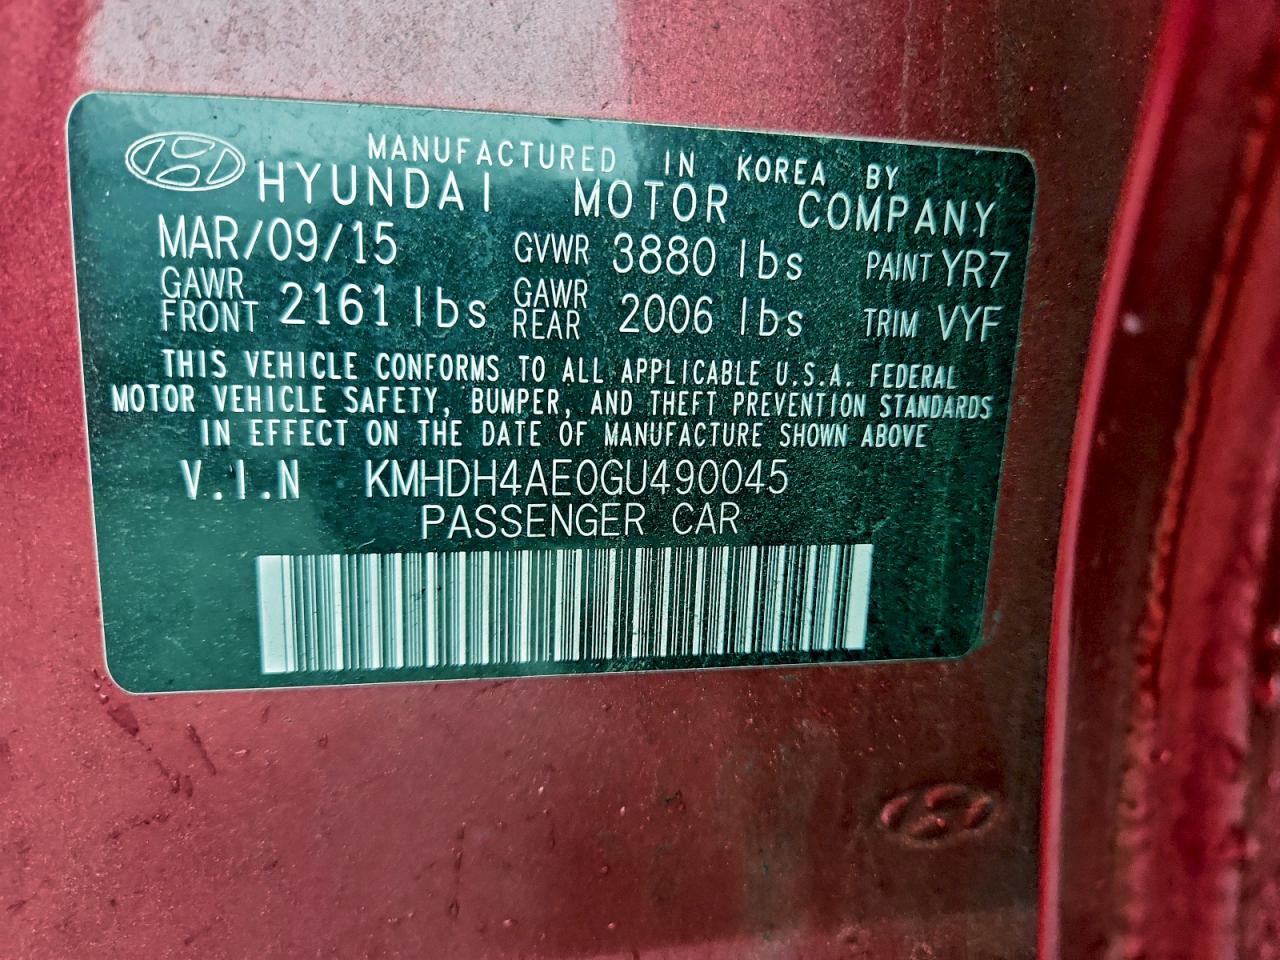 MANUFACTURED IN KOREA BY
HYUNDAI MOTOR COMPANY
MAR/09/15 GVWR 3880 lbs PAINT YR7
GAWR FRONT 2161 lbs GAWR REAR 2006 lbs TRIM VYF
THIS VEHICLE CONFORMS TO ALL APPLICABLE U.S.A. FEDERAL
MOTOR VEHICLE SAFETY, BUMPER, AND THEFT PREVENTION STANDARDS
IN EFFECT ON THE DATE OF MANUFACTURE SHOWN ABOVE
V.I.N KMHDH4AE0GU490045
PASSENGER CAR